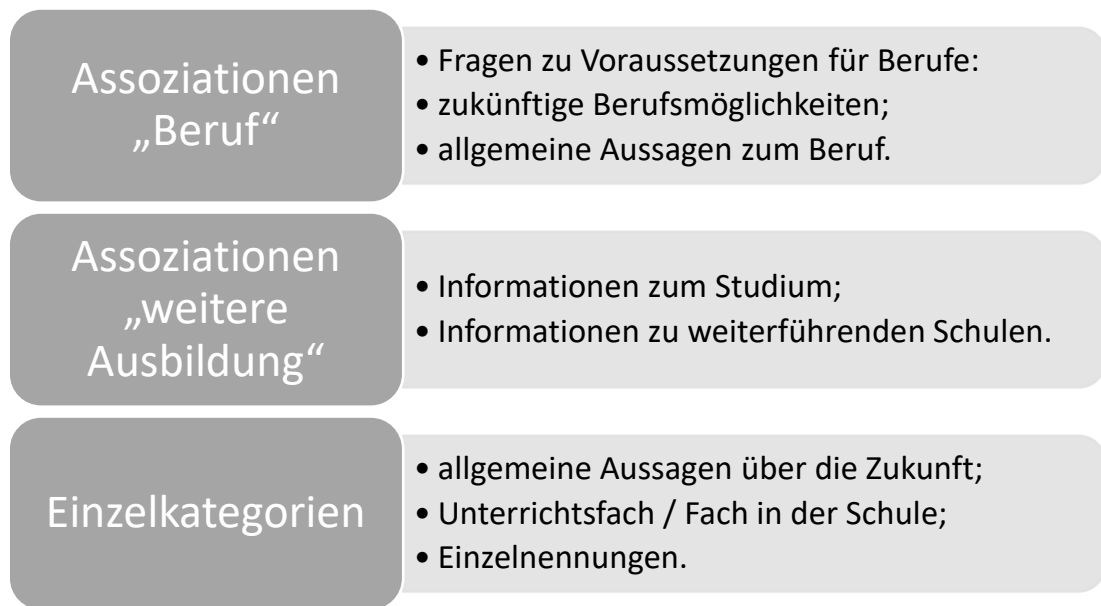 Assoziationen
„Beruf“
• Fragen zu Voraussetzungen für Berufe:
• zukünftige Berufsmöglichkeiten;
• allgemeine Aussagen zum Beruf.
Assoziationen
„weitere
Ausbildung“
• Informationen zum Studium;
• Informationen zu weiterführenden Schulen.
Einzelkategorien
• allgemeine Aussagen über die Zukunft;
• Unterrichtsfach / Fach in der Schule;
• Einzelnennungen.